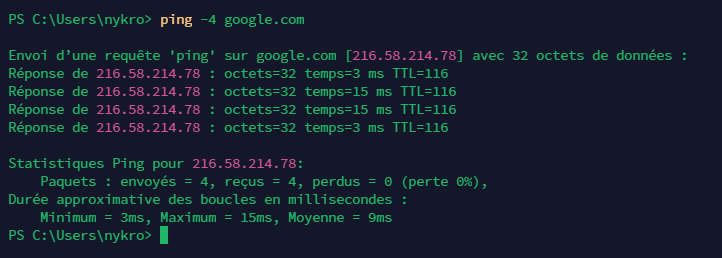 PS C:\Users\nykro> ping -4 google.com
Envoi d’une requête 'ping' sur google.com [216.58.214.78] avec 32 octets de données :
Réponse de 216.58.214.78 : octets=32 temps=3 ms TTL=116
Réponse de 216.58.214.78 : octets=32 temps=15 ms TTL=116
Réponse de 216.58.214.78 : octets=32 temps=15 ms TTL=116
Réponse de 216.58.214.78 : octets=32 temps=3 ms TTL=116
Statistiques Ping pour 216.58.214.78:
    Paquets : envoyés = 4, reçus = 4, perdus = 0 (perte 0%),
Durée approximative des boucles en millisecondes :
    Minimum = 3ms, Maximum = 15ms, Moyenne = 9ms
PS C:\Users\nykro>